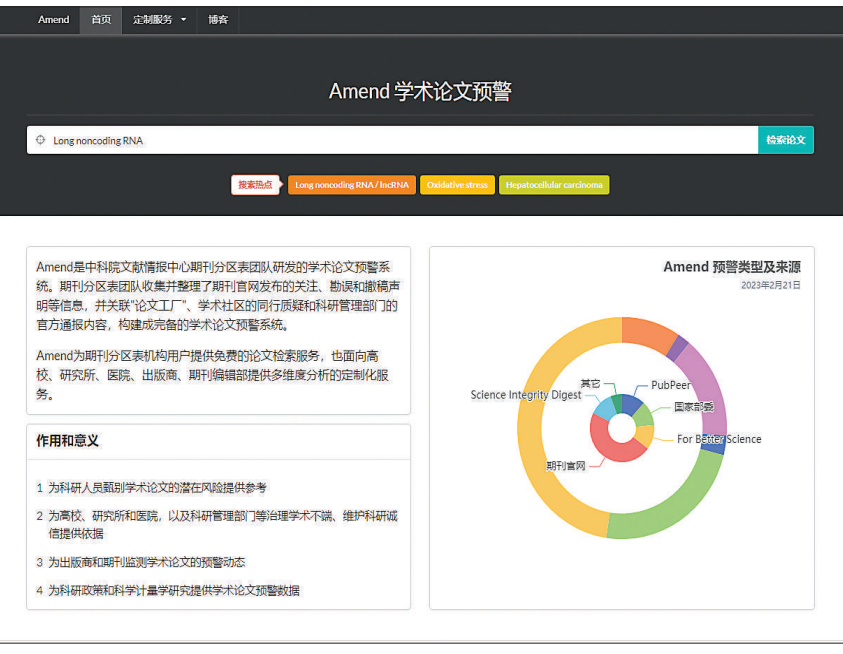 Amend 首页 定制服务 博客
Amend 学术论文预警
Long noncoding RNA 检索论文
搜索热点 Long noncoding RNA / lncRNA Oxidative stress Hepatocellular carcinoma
Amend是中科院文献情报中心期刊分区表团队研发的学术论文预警系
统。期刊分区表团队收集并整理了期刊官网发布的关注、勘误和撤稿声
明等信息，并关联“论文工厂”、学术社区的同行质疑和科研管理部门的
官方通报内容，构建成完备的学术论文预警系统。
Amend为期刊分区表机构用户提供免费的论文检索服务，也面向高
校、研究所、医院、出版商、期刊编辑部提供多维度分析的定制化服
务。
作用和意义
1 为科研人员甄别学术论文的潜在风险提供参考
2 为高校、研究所和医院，以及科研管理部门等治理学术不端、维护科研诚
信提供依据
3 为出版商和期刊监测学术论文的预警动态
4 为科研政策和科学计量学研究提供学术论文预警数据
Amend 预警类型及来源
2023年2月21日
其它
PubPeer
Science Integrity Digest
国家部委
For Better Science
期刊官网